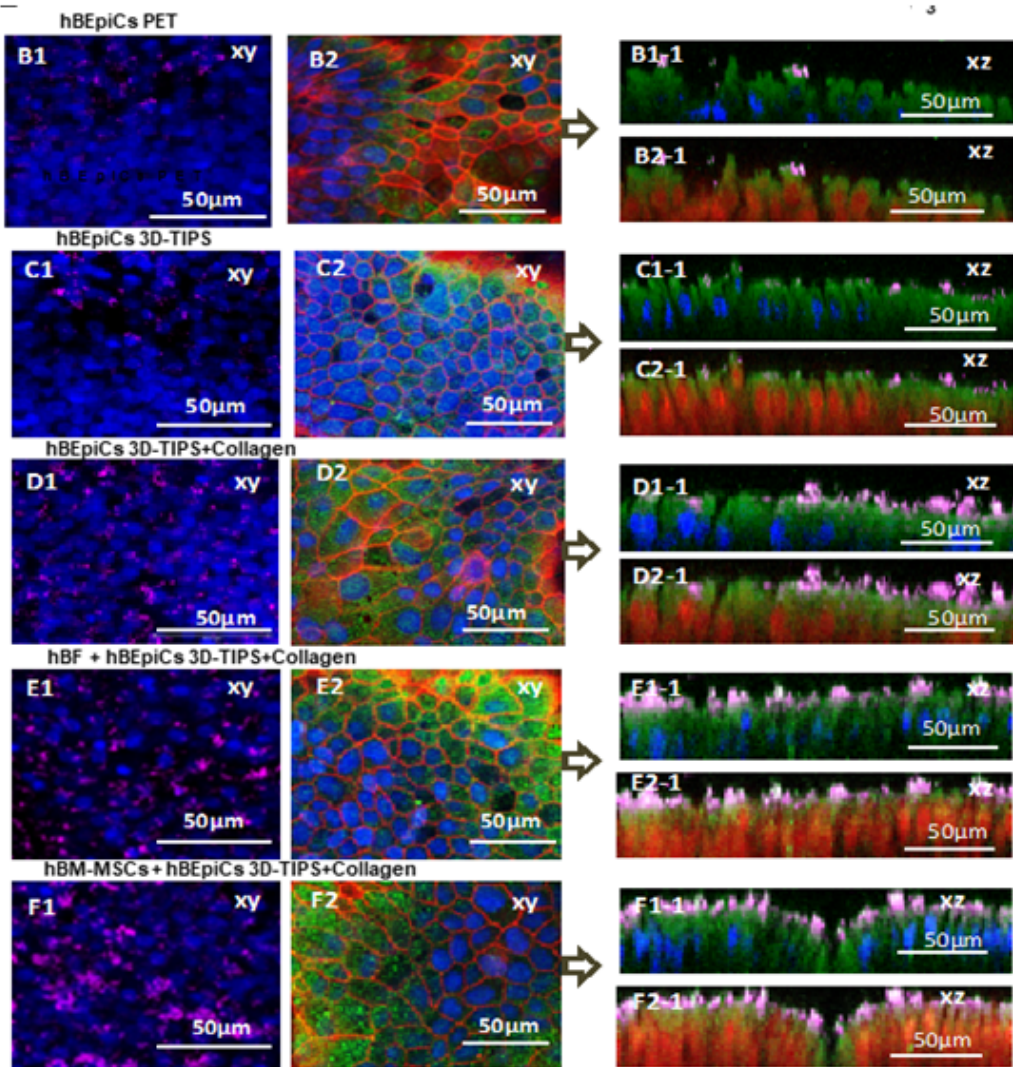 hBEpiCs PET
B1 xy
50µm
B2 xy
50µm
B1-1 xz
50µm
B2-1 xz
50µm
hBEpiCs PET
hBEpiCs 3D-TIPS
C1 xy
50µm
C2 xy
50µm
C1-1 xz
50µm
C2-1 xz
50µm
hBEpiCs 3D-TIPS+Collagen
D1 xy
50µm
D2 xy
50µm
D1-1 xz
50µm
D2-1 xz
50µm
hBF + hBEpiCs 3D-TIPS+Collagen
E1 xy
50µm
E2 xy
50µm
E1-1 xz
50µm
E2-1 xz
50µm
hBM-MSCs + hBEpiCs 3D-TIPS+Collagen
F1 xy
50µm
F2 xy
50µm
F1-1 xz
50µm
F2-1 xz
50µm